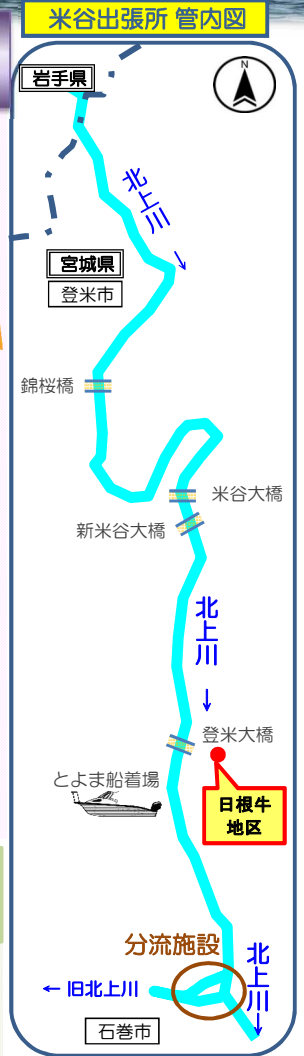 米谷出張所 管内図
岩手県
N
北上川
↓
宮城県
登米市
錦桜橋
米谷大橋
新米谷大橋
北上川
↓
登米大橋
とよま船着場
日根牛
地区
分流施設
北上川
↓
← 旧北上川
石巻市